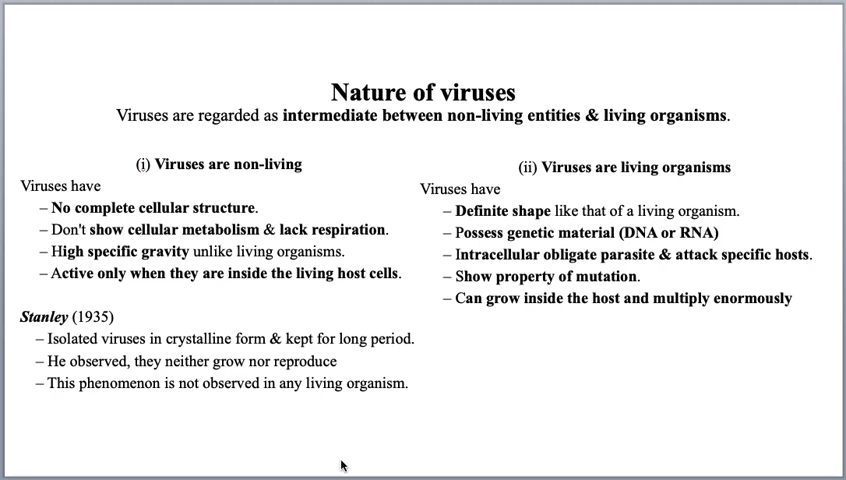 Nature of viruses
Viruses are regarded as intermediate between non-living entities & living organisms.
(i) Viruses are non-living
Viruses have
– No complete cellular structure.
– Don't show cellular metabolism & lack respiration.
– High specific gravity unlike living organisms.
– Active only when they are inside the living host cells.
Stanley (1935)
– Isolated viruses in crystalline form & kept for long period.
– He observed, they neither grow nor reproduce
– This phenomenon is not observed in any living organism.
(ii) Viruses are living organisms
Viruses have
– Definite shape like that of a living organism.
– Possess genetic material (DNA or RNA)
– Intracellular obligate parasite & attack specific hosts.
– Show property of mutation.
– Can grow inside the host and multiply enormously